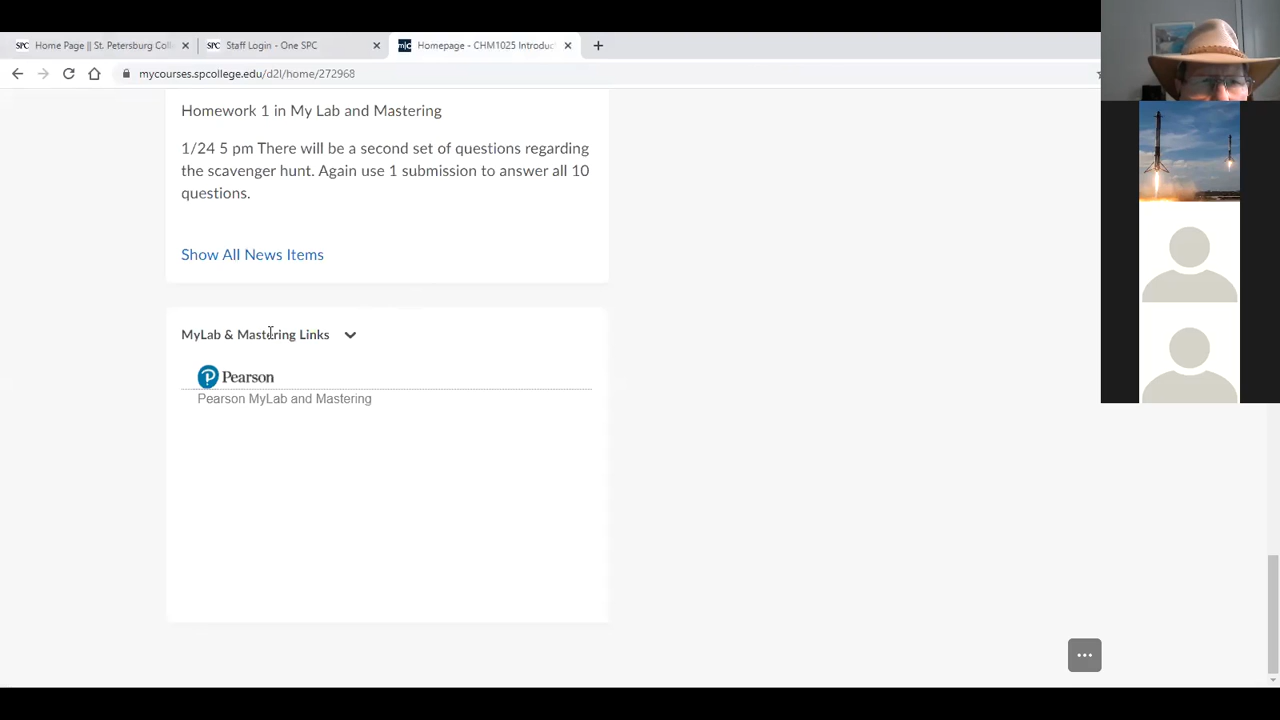 SPC Home Page || St. Petersburg Coll
SPC Staff Login - One SPC
m|c Homepage - CHM1025 Introduc
mycourses.spcollege.edu/d2l/home/272968
Homework 1 in My Lab and Mastering
1/24 5 pm There will be a second set of questions regarding
the scavenger hunt. Again use 1 submission to answer all 10
questions.
Show All News Items
MyLab & Mastering Links
Pearson
Pearson MyLab and Mastering